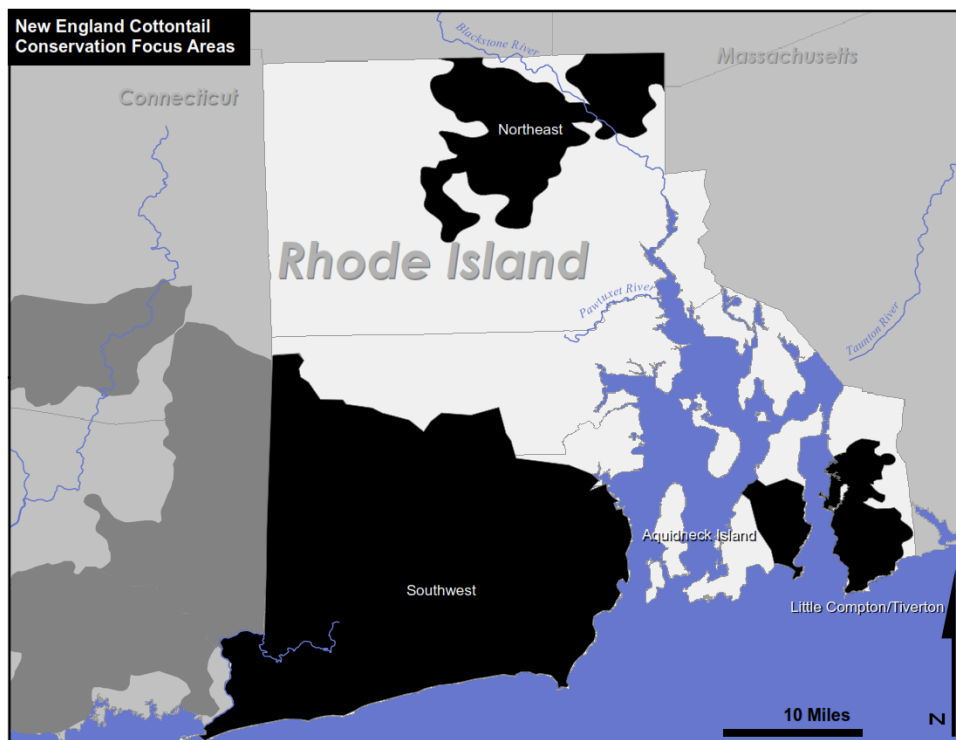 New England Cottontail
Conservation Focus Areas
Blackstone River
Massachusetts
Connecticut
Northeast
Rhode Island
Pawtuxet River
Taunton River
Aquidneck Island
Southwest
Little Compton/Tiverton
10 Miles
N